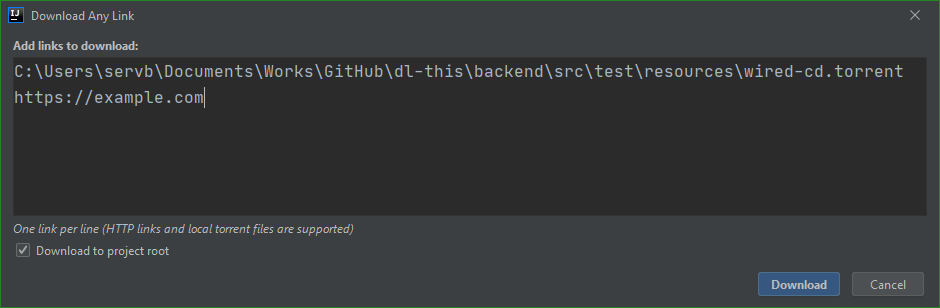 IJ
Download Any Link
Add links to download:
C:\Users\servb\Documents\Works\GitHub\dl-this\backend\src\test\resources\wired-cd.torrent
https://example.com
One link per line (HTTP links and local torrent files are supported)
Download to project root
Download
Cancel